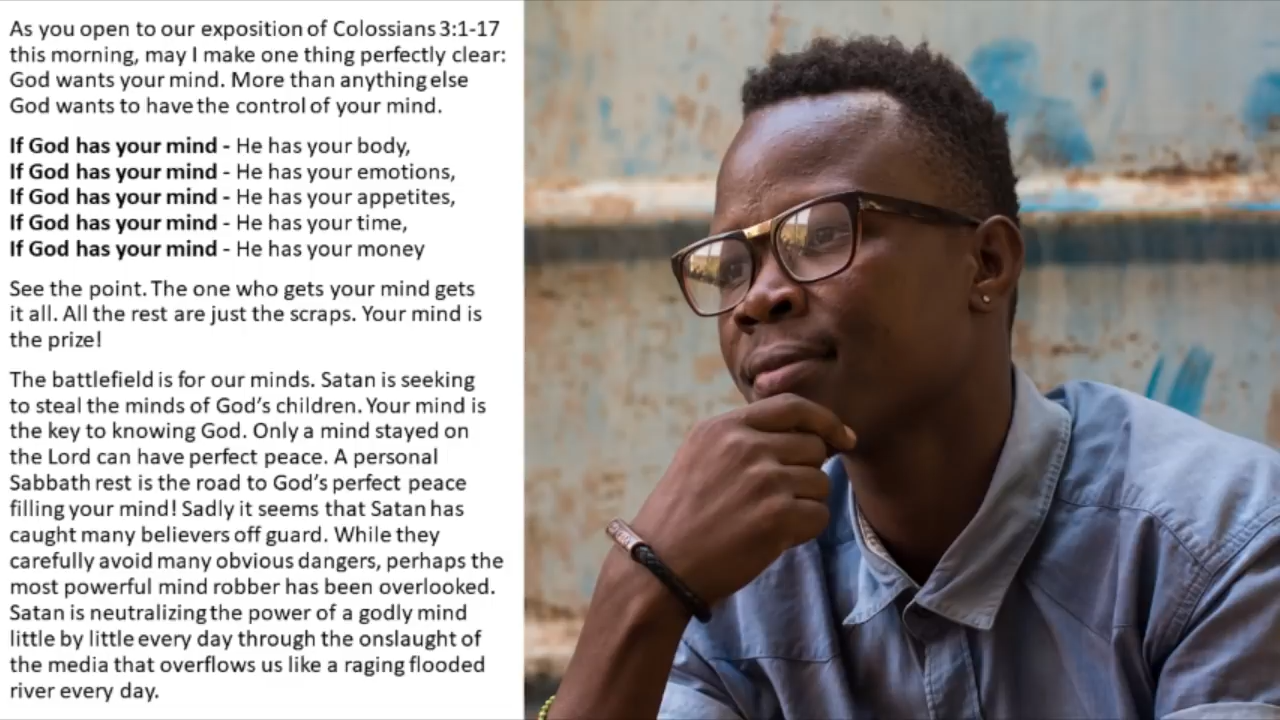 As you open to our exposition of Colossians 3:1-17
this morning, may I make one thing perfectly clear:
God wants your mind. More than anything else
God wants to have the control of your mind.
If God has your mind - He has your body,
If God has your mind - He has your emotions,
If God has your mind - He has your appetites,
If God has your mind - He has your time,
If God has your mind - He has your money
See the point. The one who gets your mind gets
it all. All the rest are just the scraps. Your mind is
the prize!
The battlefield is for our minds. Satan is seeking
to steal the minds of God's children. Your mind is
the key to knowing God. Only a mind stayed on
the Lord can have perfect peace. A personal
Sabbath rest is the road to God's perfect peace
filling your mind! Sadly it seems that Satan has
caught many believers off guard. While they
carefully avoid many obvious dangers, perhaps the
most powerful mind robber has been overlooked.
Satan is neutralizing the power of a godly mind
little by little every day through the onslaught of
the media that overflows us like a raging flooded
river every day.